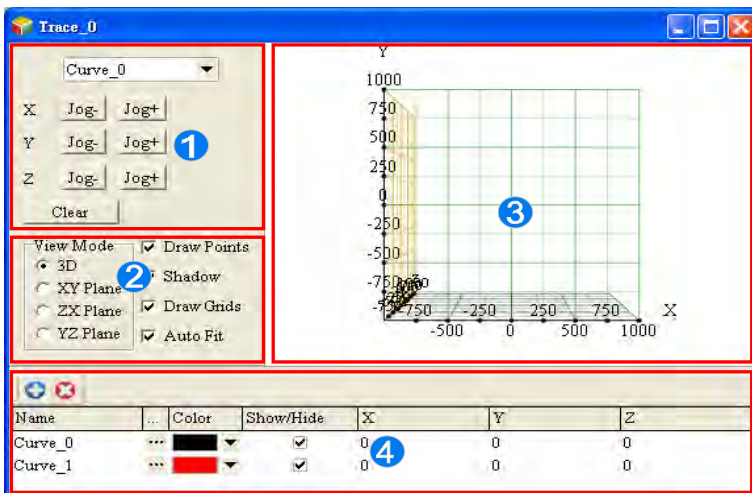 Trace_0
Curve_0
X Jog- Jog+
Y Jog- Jog+
Z Jog- Jog+
Clear
1
View Mode
3D
XY Plane
ZX Plane
YZ Plane
Draw Points
Shadow
Draw Grids
Auto Fit
2
Y
1000
750
500
250
0
-250
-500
-750
-750 -500 -250 0 250 500 750 1000
X
3
Name ... Color Show/Hide X Y Z
Curve_0 ... 0 0 0
Curve_1 ... 0 0 0
4